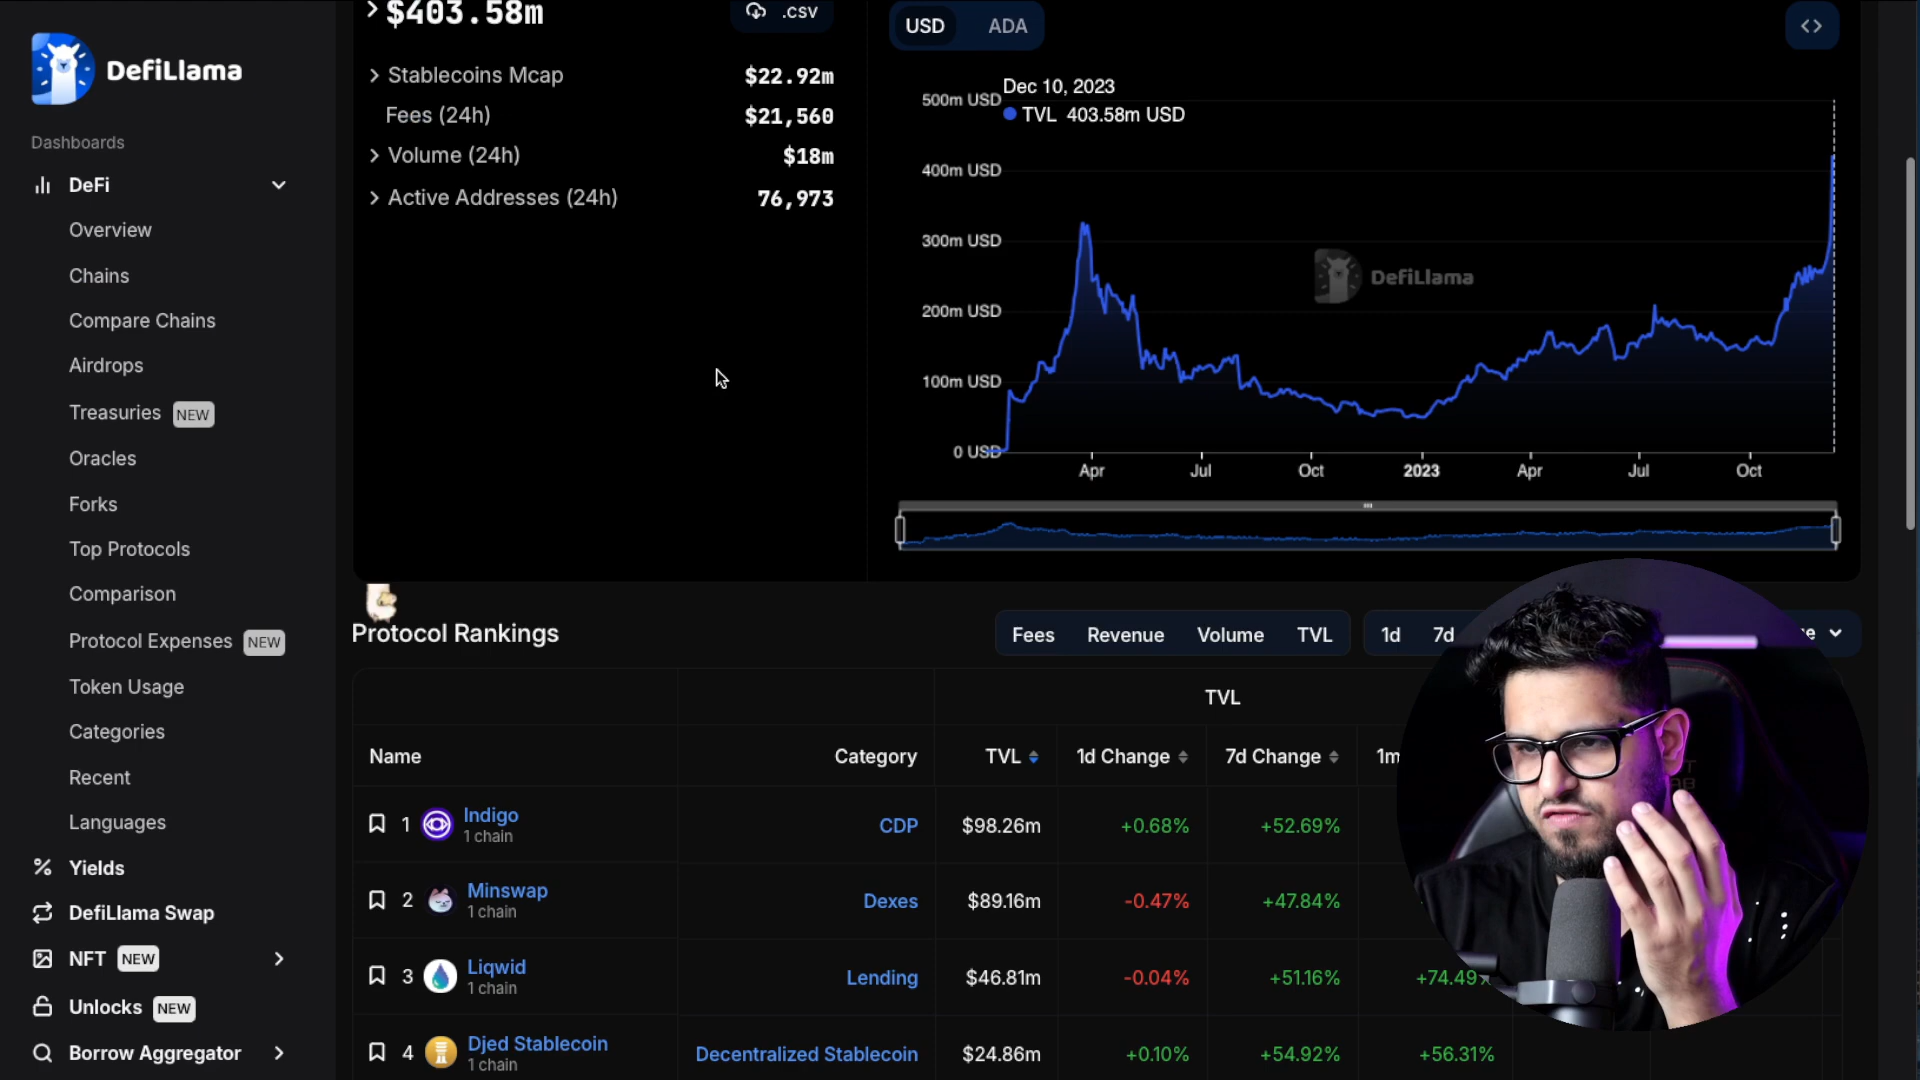 DefiLlama
Dashboards
DeFi
Overview
Chains
Compare Chains
Airdrops
Treasuries NEW
Oracles
Forks
Top Protocols
Comparison
Protocol Expenses NEW
Token Usage
Categories
Recent
Languages
Yields
DefiLlama Swap
NFT NEW
Unlocks NEW
Borrow Aggregator
$403.58m
.csv
Stablecoins Mcap $22.92m
Fees (24h) $21,560
Volume (24h) $18m
Active Addresses (24h) 76,973
USD ADA
Dec 10, 2023
TVL 403.58m USD
500m USD
400m USD
300m USD
200m USD
100m USD
0 USD
DefiLlama
Apr Jul Oct 2023 Apr Jul Oct
Protocol Rankings
Fees Revenue Volume TVL
1d 7d
TVL
Name Category TVL 1d Change 7d Change 1m
1 Indigo CDP $98.26m +0.68% +52.69%
1 chain
2 Minswap Dexes $89.16m -0.47% +47.84%
1 chain
3 Liqwid Lending $46.81m -0.04% +51.16% +74.49%
1 chain
4 Djed Stablecoin Decentralized Stablecoin $24.86m +0.10% +54.92% +56.31%
1 chain